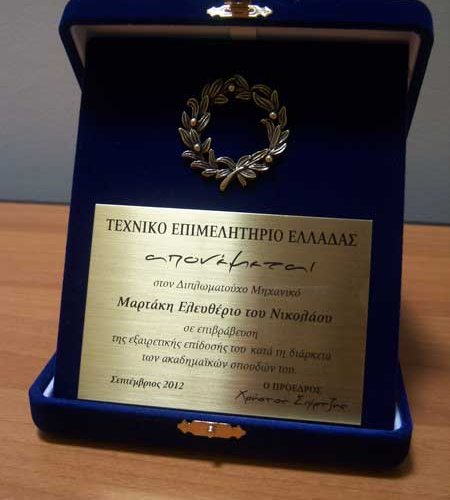 ΤΕΧΝΙΚΟ ΕΠΙΜΕΛΗΤΗΡΙΟ ΕΛΛΑΔΑΣ
απονέμεται
στον Διπλωματούχο Μηχανικό
Μαρτάκη Ελευθέριο του Νικολάου
σε επιβράβευση
της εξαιρετικής επίδοσής του κατά τη διάρκεια
των ακαδημαϊκών σπουδών του.
Σεπτέμβριος 2012 Ο ΠΡΟΕΔΡΟΣ
Χρήστος Σπίρτζης